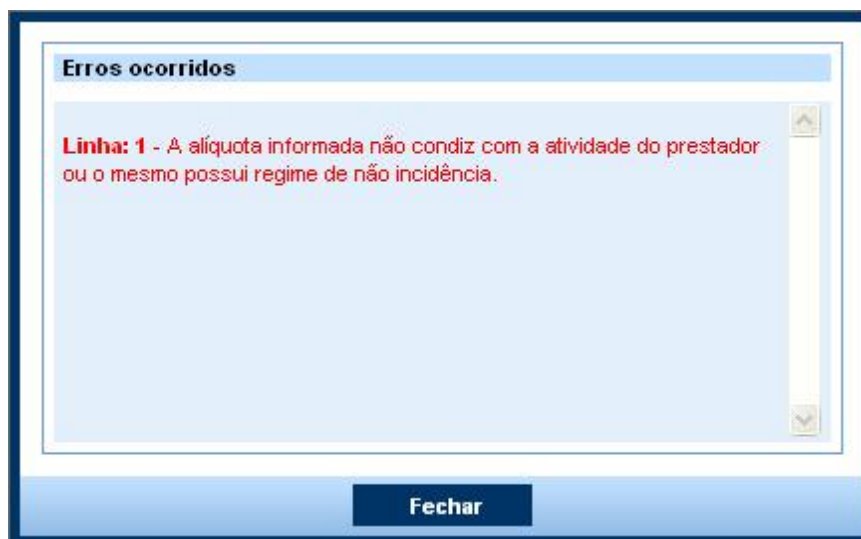 Erros ocorridos
Linha: 1 - A alíquota informada não condiz com a atividade do prestador
ou o mesmo possui regime de não incidência.
Fechar